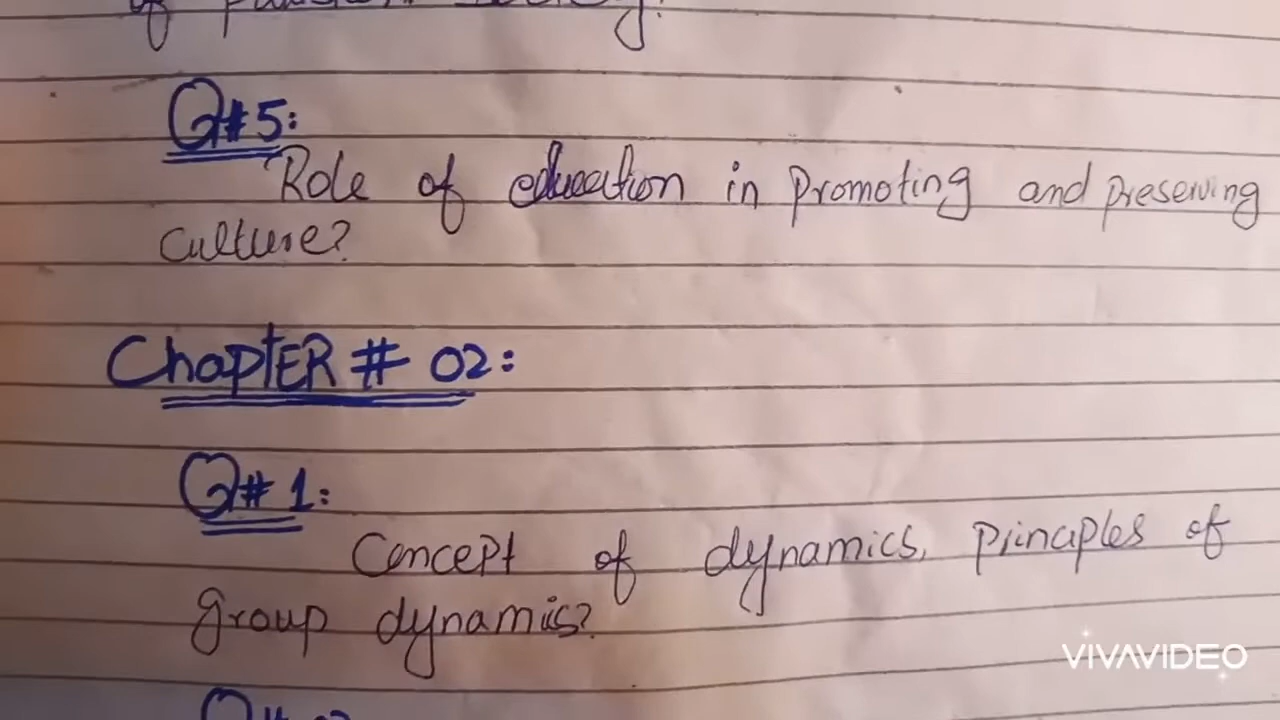 of
Q#5:
Role of education in promoting and preserving
culture?
ChaptER # 02:
Q# 1:
Concept of dynamics, principles of
group dynamics?
VIVAVIDEO